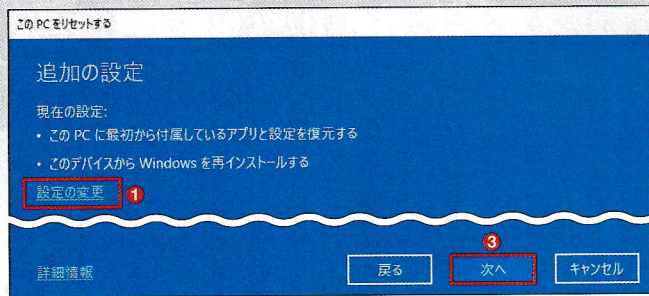 この PC をリセットする
追加の設定
現在の設定:
• この PC に最初から付属しているアプリと設定を復元する
• このデバイスから Windows を再インストールする
設定の変更 1
3
詳細情報 戻る 次へ キャンセル